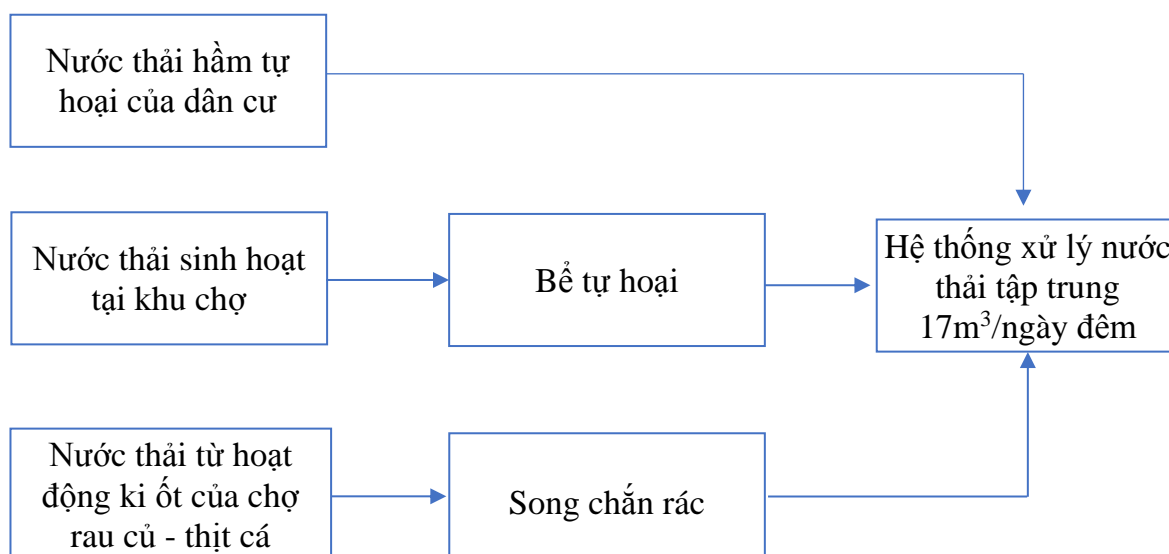 Nước thải hầm tự
hoại của dân cư
Nước thải sinh hoạt
tại khu chợ
Bể tự hoại
Hệ thống xử lý nước
thải tập trung
17m³/ngày đêm
Nước thải từ hoạt
động ki ốt của chợ
rau củ - thịt cá
Song chắn rác